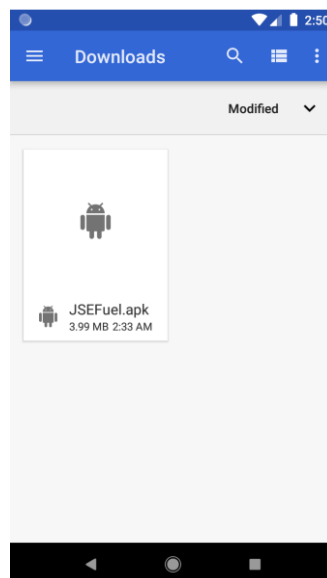 2:50
Downloads
Modified
JSEFuel.apk
3.99 MB 2:33 AM